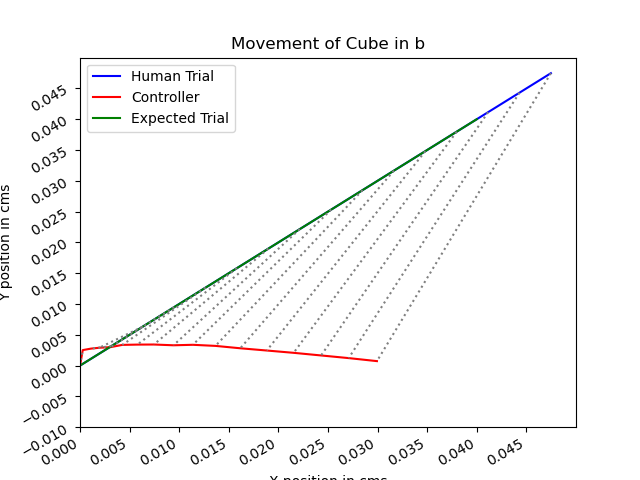 Movement of Cube in b
Human Trial
Controller
Expected Trial
0.045
0.040
0.035
0.030
0.025
0.020
0.015
0.010
0.005
0.000
−0.005
−0.010
Y position in cms
0.000 0.005 0.010 0.015 0.020 0.025 0.030 0.035 0.040 0.045
position in cms